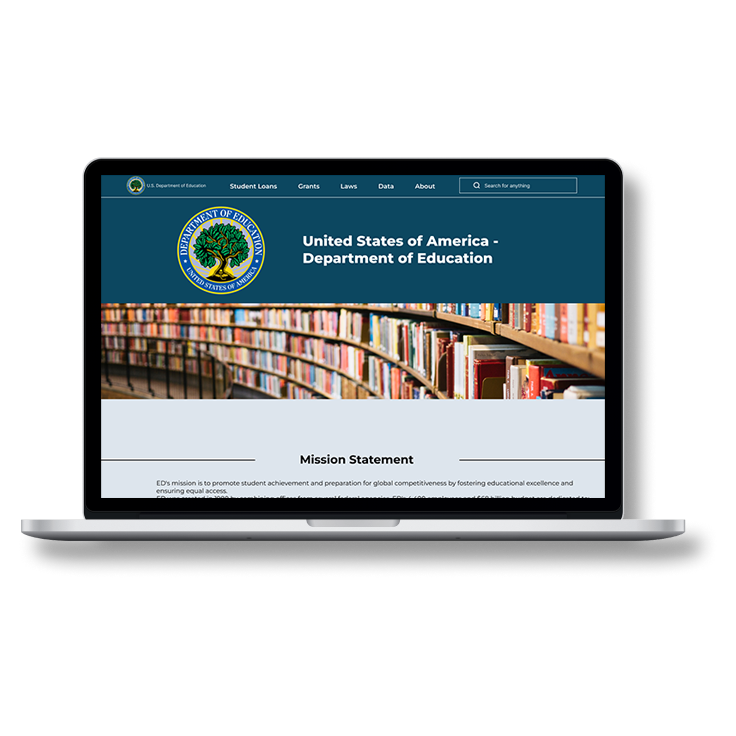 U.S. Department of Education
Student Loans
Grants
Laws
Data
About
Search for anything
DEPARTMENT OF EDUCATION
UNITED STATES OF AMERICA
United States of America -
Department of Education
Mission Statement
ED's mission is to promote student achievement and preparation for global competitiveness by fostering educational excellence and
ensuring equal access.